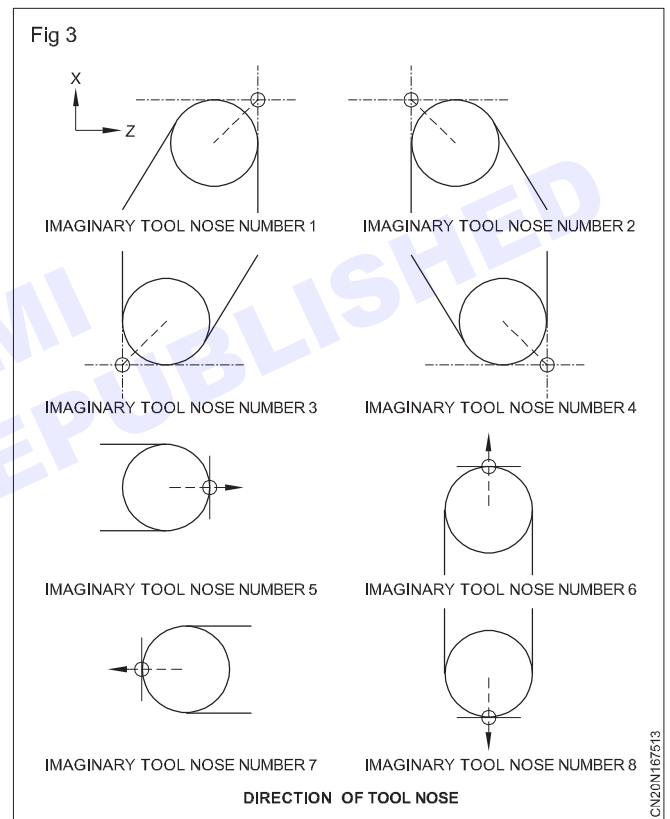 Fig 3
X
Z
IMAGINARY TOOL NOSE NUMBER 1
IMAGINARY TOOL NOSE NUMBER 2
IMAGINARY TOOL NOSE NUMBER 3
IMAGINARY TOOL NOSE NUMBER 4
IMAGINARY TOOL NOSE NUMBER 5
IMAGINARY TOOL NOSE NUMBER 6
IMAGINARY TOOL NOSE NUMBER 7
IMAGINARY TOOL NOSE NUMBER 8
DIRECTION OF TOOL NOSE
CN20N167513
MI
EPUBLISHED